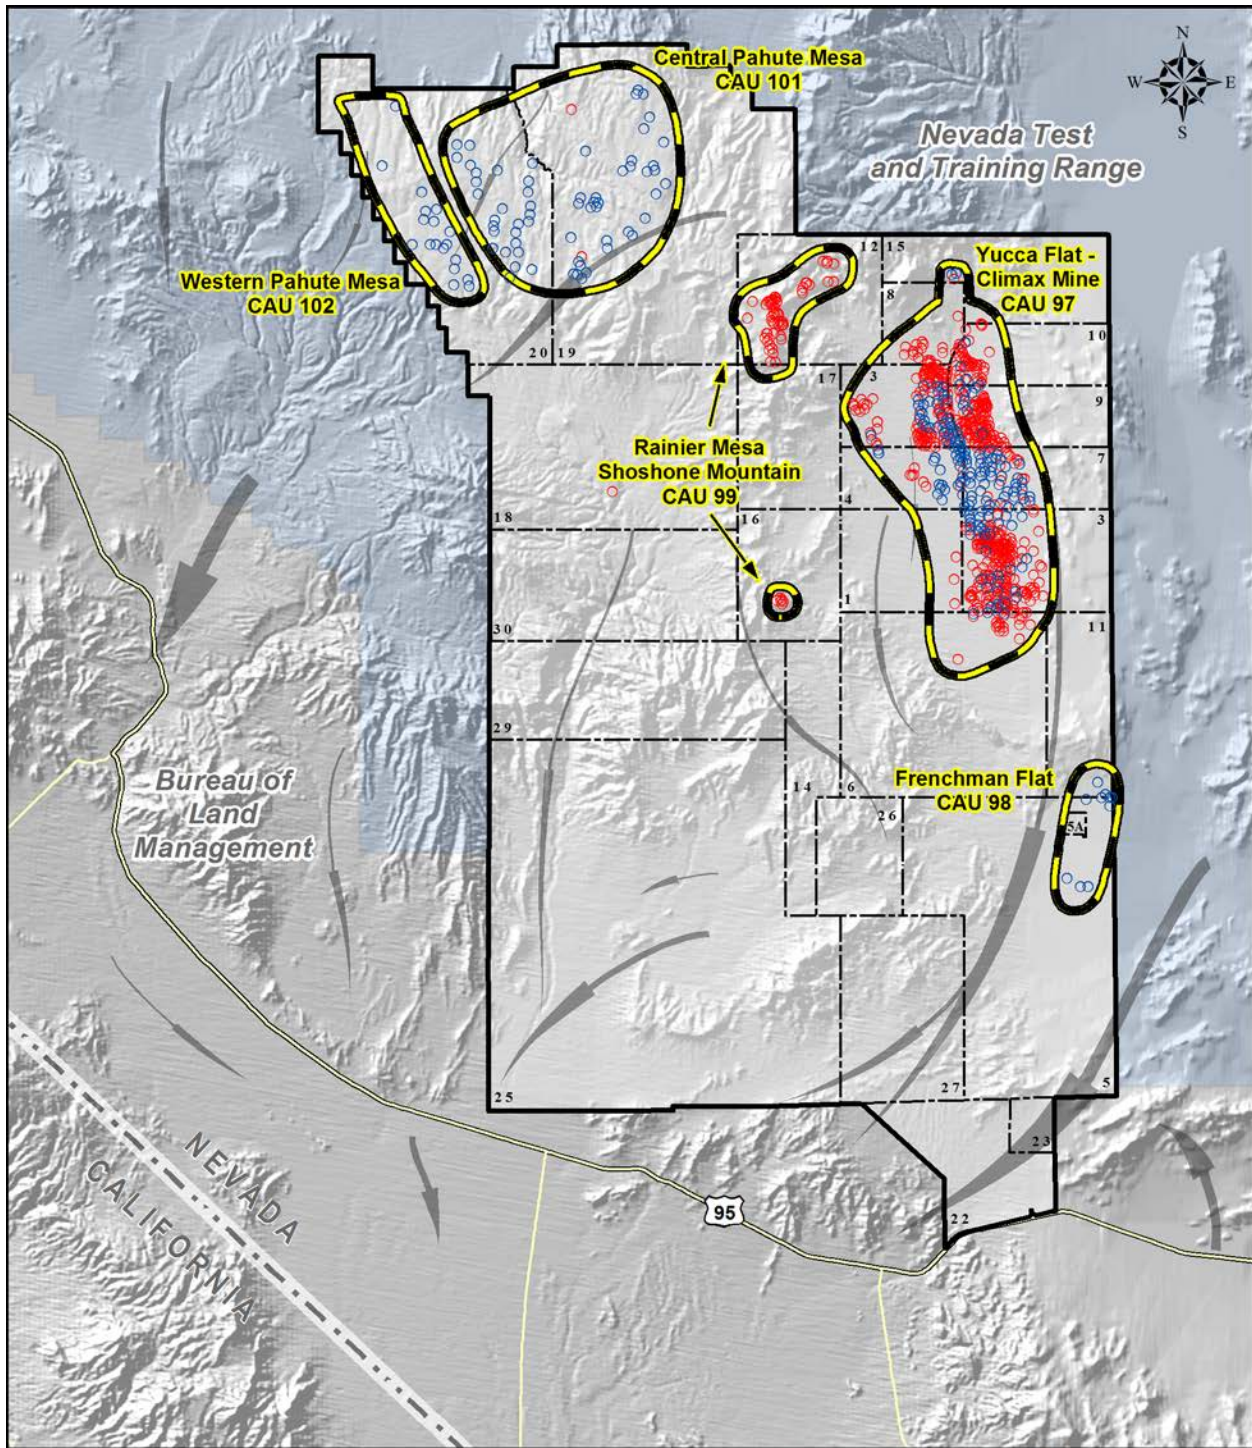 N
W
E
S
Central Pahute Mesa
CAU 101
Nevada Test
and Training Range
Western Pahute Mesa
CAU 102
12
15
Yucca Flat -
Climax Mine
CAU 97
8
10
20
19
17
3
9
Rainier Mesa
Shoshone Mountain
CAU 99
7
18
16
4
3
30
1
11
29
Bureau of
Land
Management
14
6
26
Frenchman Flat
CAU 98
5A
25
27
5
23
22
NEVADA
CALIFORNIA
95